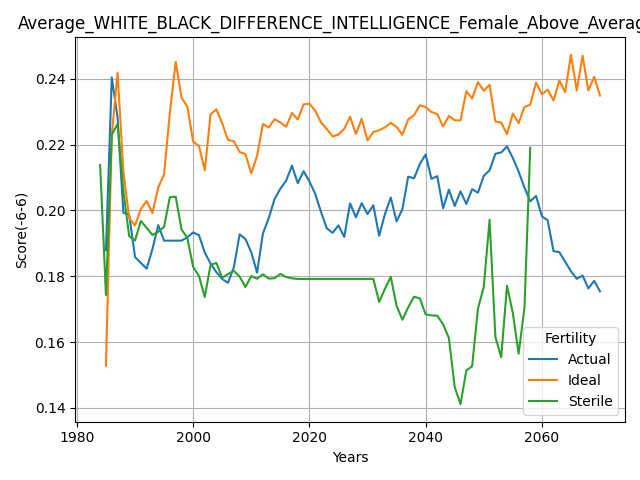 Average_WHITE_BLACK_DIFFERENCE_INTELLIGENCE_Female_Above_Averag
Score(-6-6)
0.24
0.22
0.20
0.18
0.16
0.14
1980
2000
2020
2040
2060
Years
Fertility
Actual
Ideal
Sterile